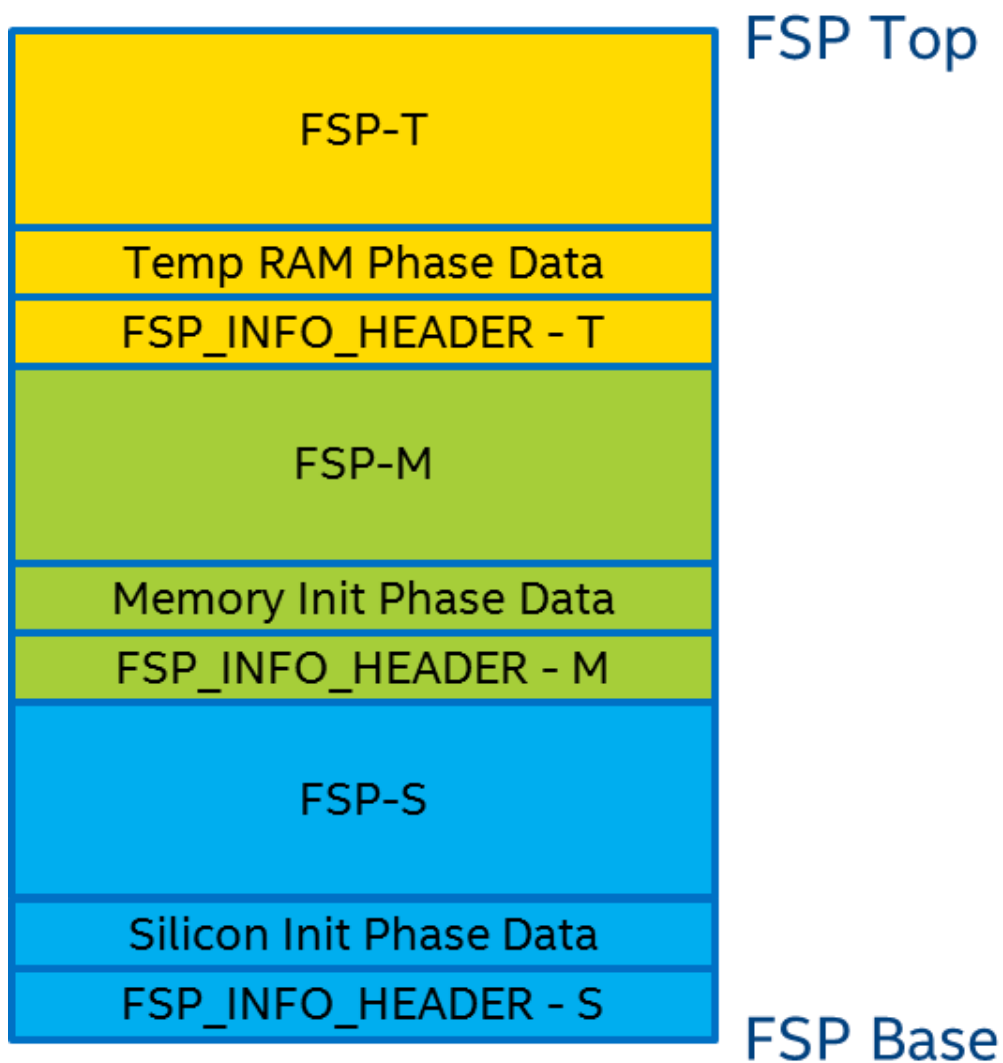 FSP Top
FSP-T
Temp RAM Phase Data
FSP_INFO_HEADER - T
FSP-M
Memory Init Phase Data
FSP_INFO_HEADER - M
FSP-S
Silicon Init Phase Data
FSP_INFO_HEADER - S
FSP Base